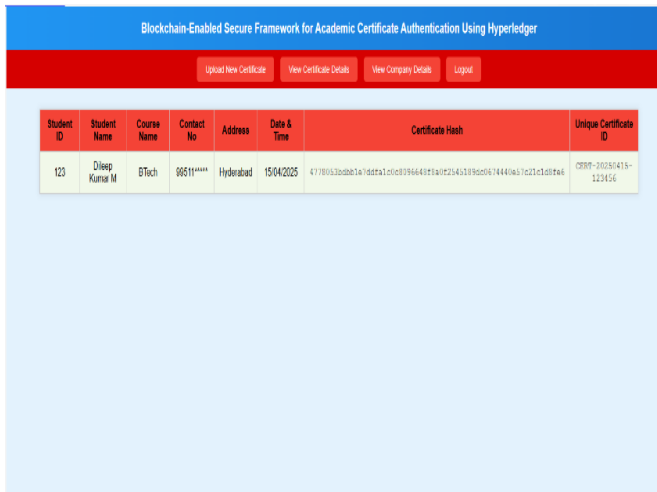 Blockchain-Enabled Secure Framework for Academic Certificate Authentication Using Hyperledger
Upload New Certificate View Certificate Details View Company Details Logout
Student ID Student Name Course Name Contact No Address Date & Time Certificate Hash Unique Certificate ID
123 Dileep Kumar M BTech 99511***** Hyderabad 15/04/2025 CERT-20250415-123456